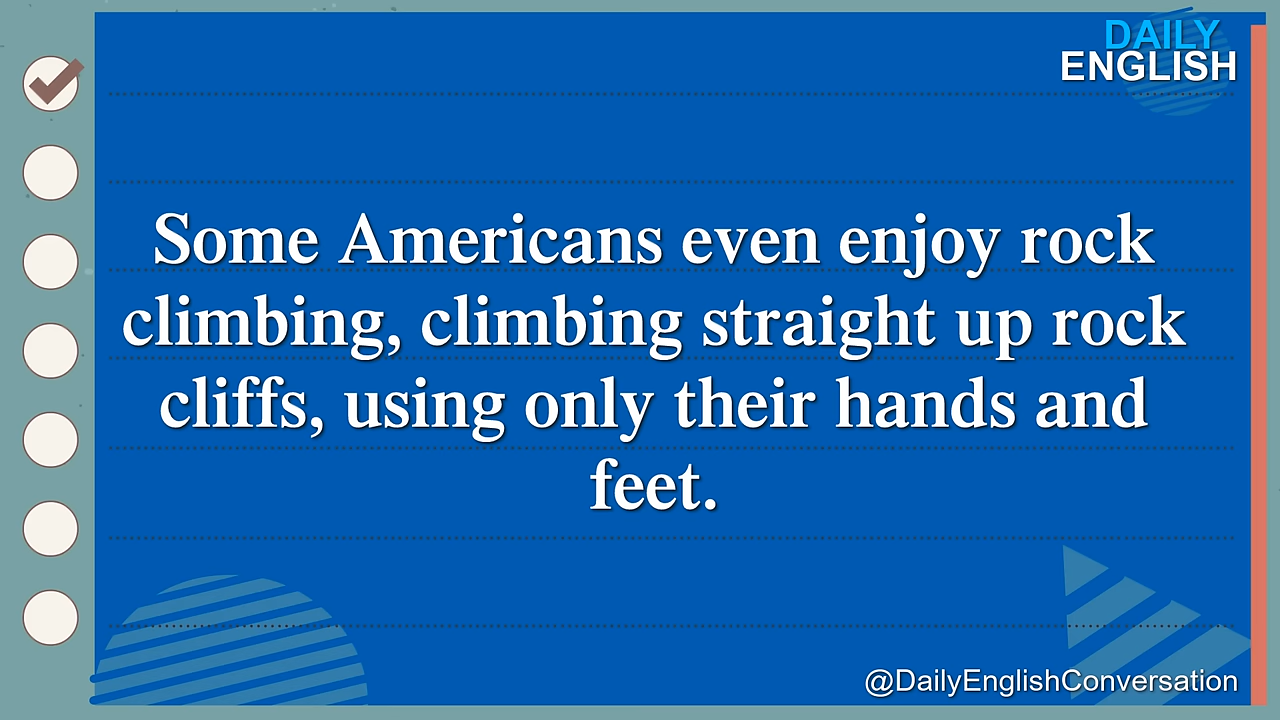 DAILY
ENGLISH
Some Americans even enjoy rock
climbing, climbing straight up rock
cliffs, using only their hands and
feet.
@DailyEnglishConversation